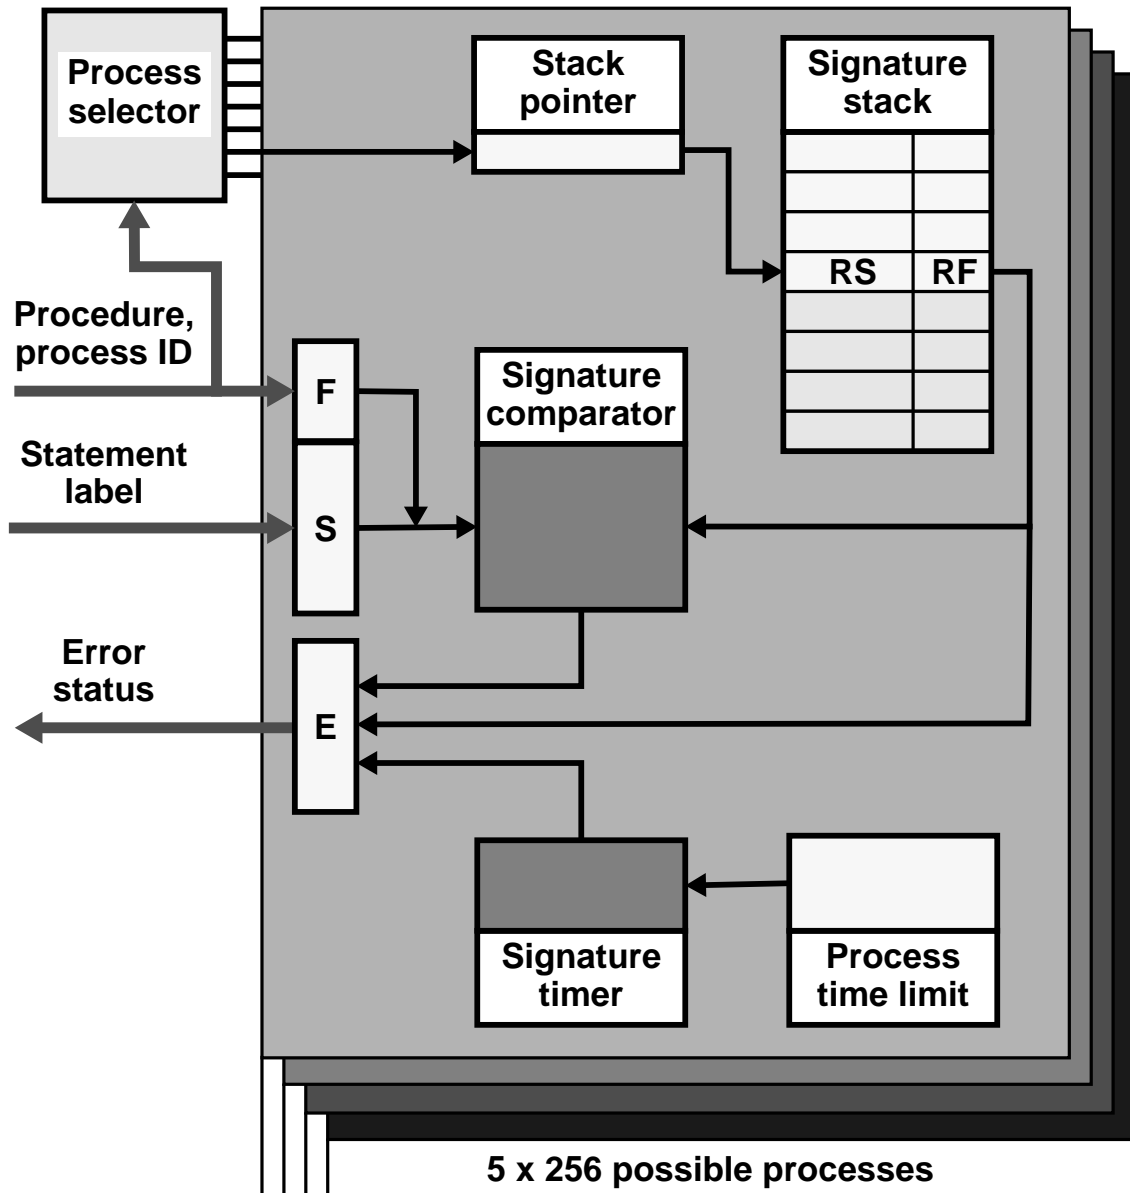 Process
selector
Stack
pointer
Signature
stack
RS RF
Procedure,
process ID
F
Signature
comparator
Statement
label
S
Error
status
E
Signature
timer
Process
time limit
5 x 256 possible processes